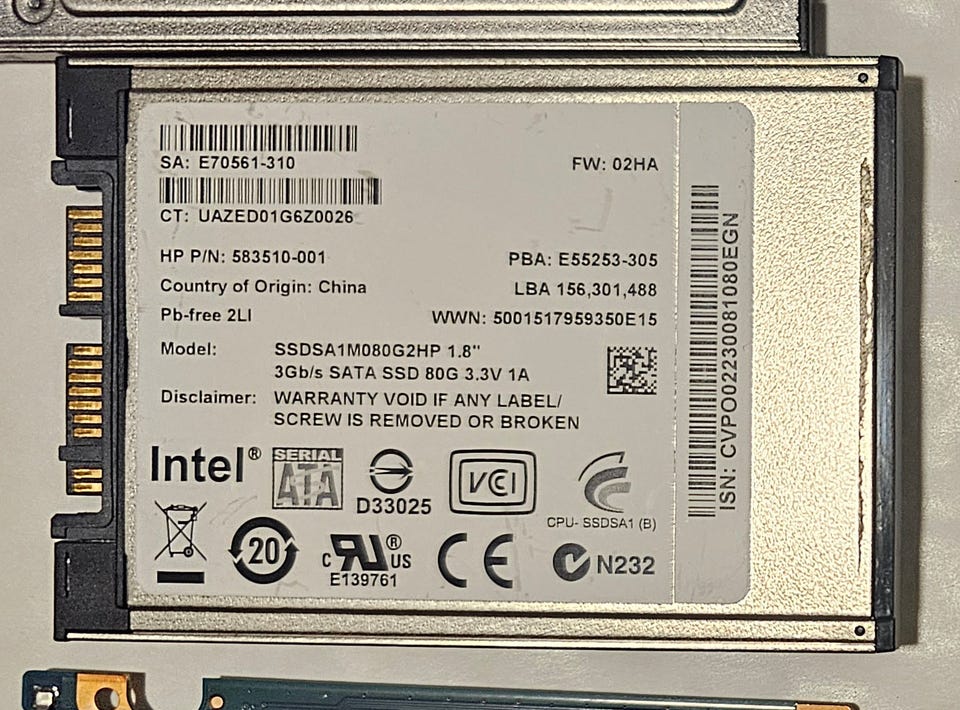 SA: E70561-310
FW: 02HA
CT: UAZED01G6Z0026
HP P/N: 583510-001
PBA: E55253-305
Country of Origin: China
LBA 156,301,488
Pb-free 2LI
WWN: 5001517959350E15
Model: SSDSA1M080G2HP 1.8"
3Gb/s SATA SSD 80G 3.3V 1A
Disclaimer: WARRANTY VOID IF ANY LABEL/
SCREW IS REMOVED OR BROKEN
Intel®
SERIAL
ATA
D33025
VCI
CPU- SSDSA1 (B)
20
c RU® US
E139761
CE
N232
ISN: CVPO02230081080EGN